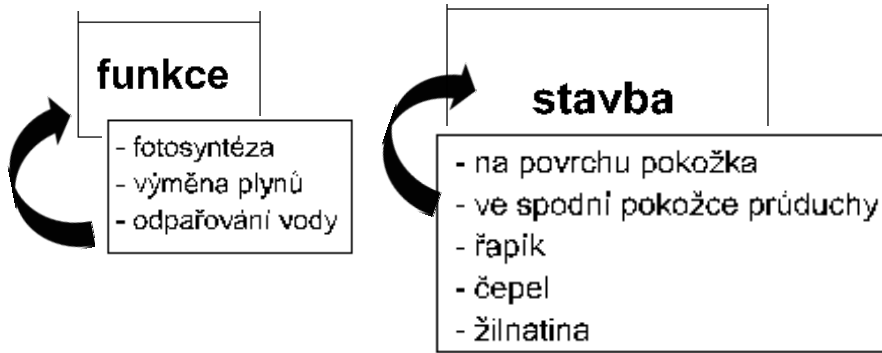 funkce
- fotosyntéza
- výměna plynů
- odpařování vody
stavba
- na povrchu pokožka
- ve spodní pokožce průduchy
- řapík
- čepel
- žilnatina